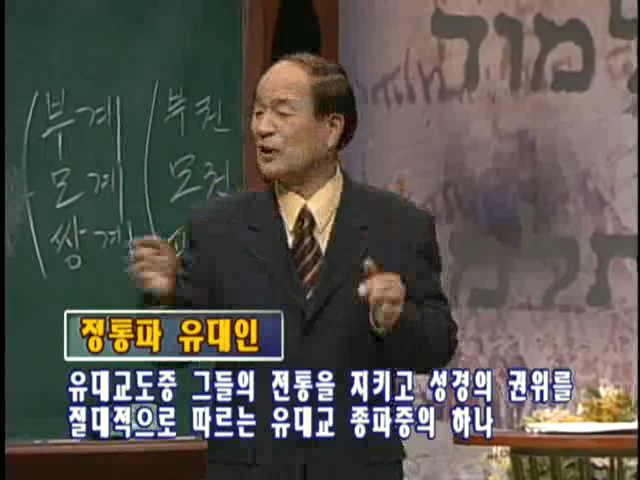 부계 부권
모계 모권
쌍계
정통파 유대인
유대교도중 그들의 전통을 지키고 성경의 권위를
절대적으로 따르는 유대교 종파중의 하나